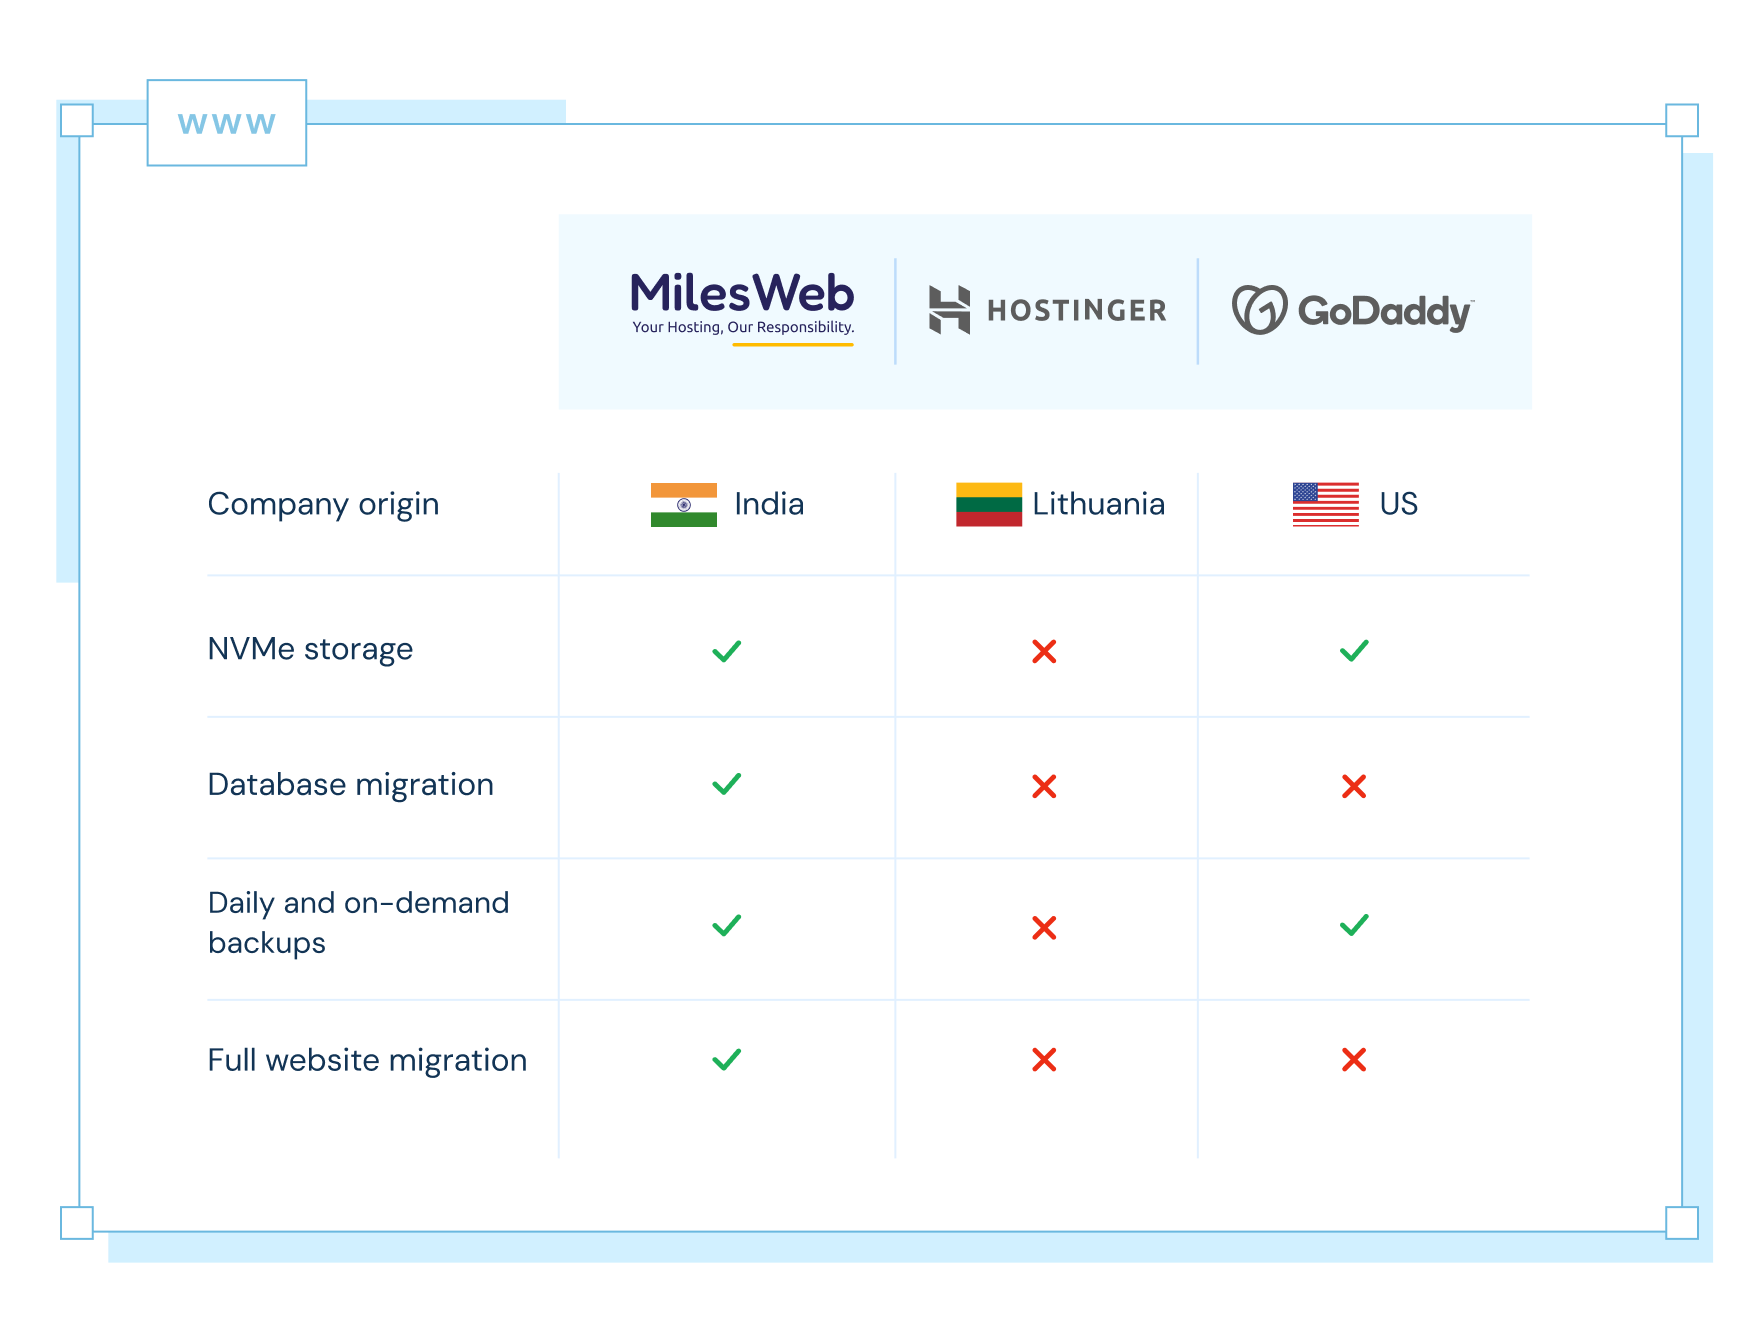 www
MilesWeb
Your Hosting, Our Responsibility.
HOSTINGER
GoDaddy™
Company origin
India
Lithuania
US
NVMe storage
Database migration
Daily and on-demand
backups
Full website migration